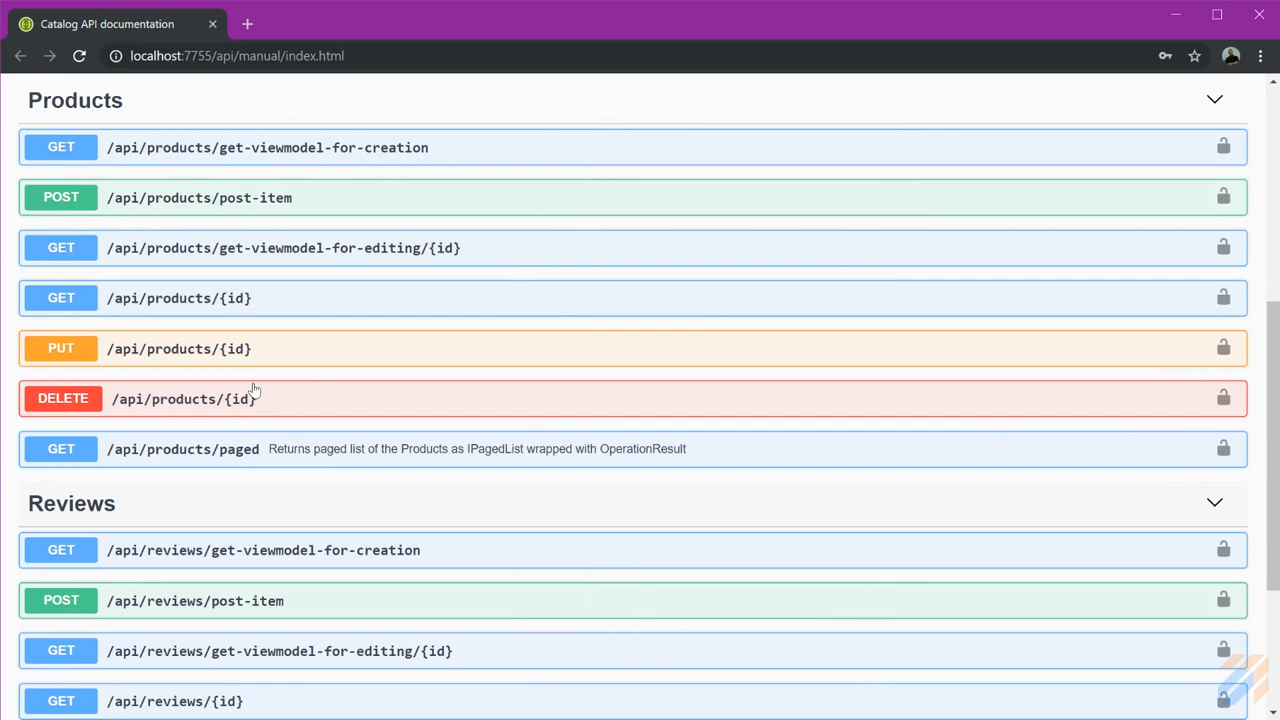 Catalog API documentation
localhost:7755/api/manual/index.html
Products
GET /api/products/get-viewmodel-for-creation
POST /api/products/post-item
GET /api/products/get-viewmodel-for-editing/{id}
GET /api/products/{id}
PUT /api/products/{id}
DELETE /api/products/{id}
GET /api/products/paged Returns paged list of the Products as IPagedList wrapped with OperationResult
Reviews
GET /api/reviews/get-viewmodel-for-creation
POST /api/reviews/post-item
GET /api/reviews/get-viewmodel-for-editing/{id}
GET /api/reviews/{id}